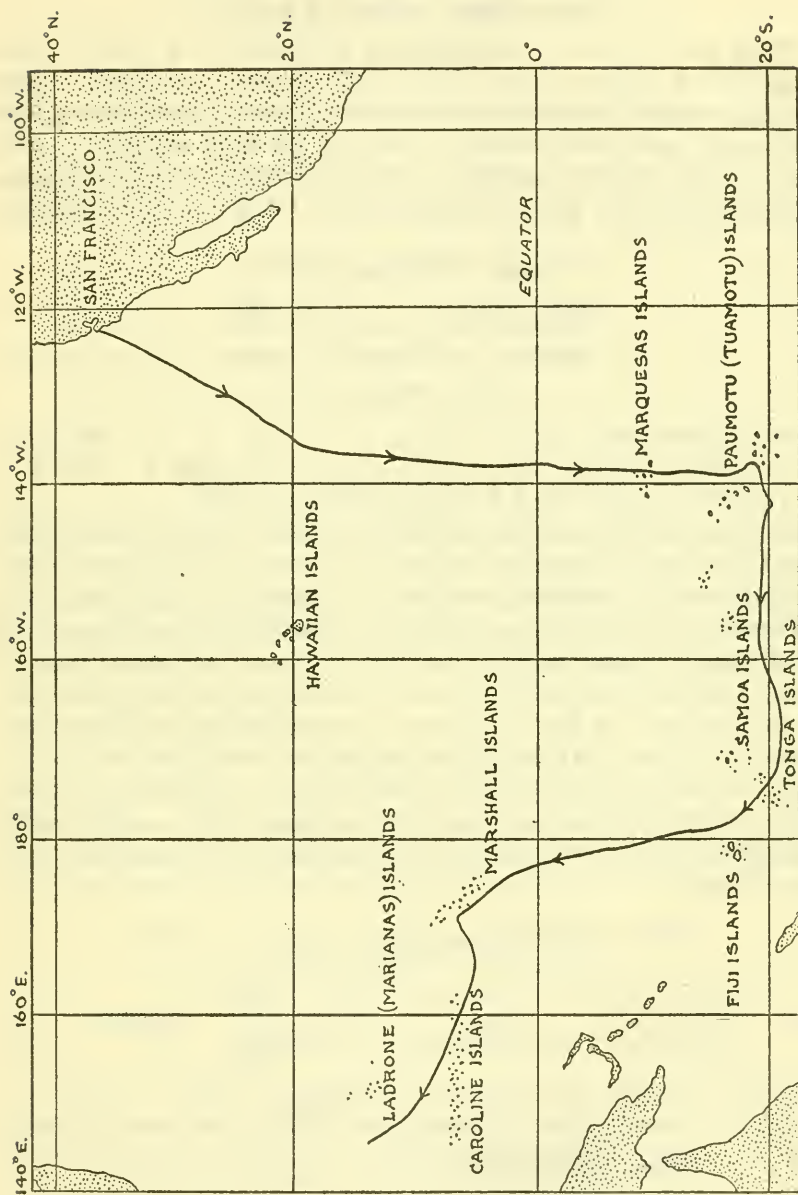 40°N.
20°N.
0°
20°S.
100°W.
120°W.
140°W.
160°W.
180°
160°E.
140°E.
SAN FRANCISCO
EQUATOR
MARQUESAS ISLANDS
PAUMOTU (TUAMOTU) ISLANDS
HAWAIIAN ISLANDS
SAMOA ISLANDS
TONGA ISLANDS
MARSHALL ISLANDS
FIJI ISLANDS
LADRONE (MARIANAS) ISLANDS
CAROLINE ISLANDS